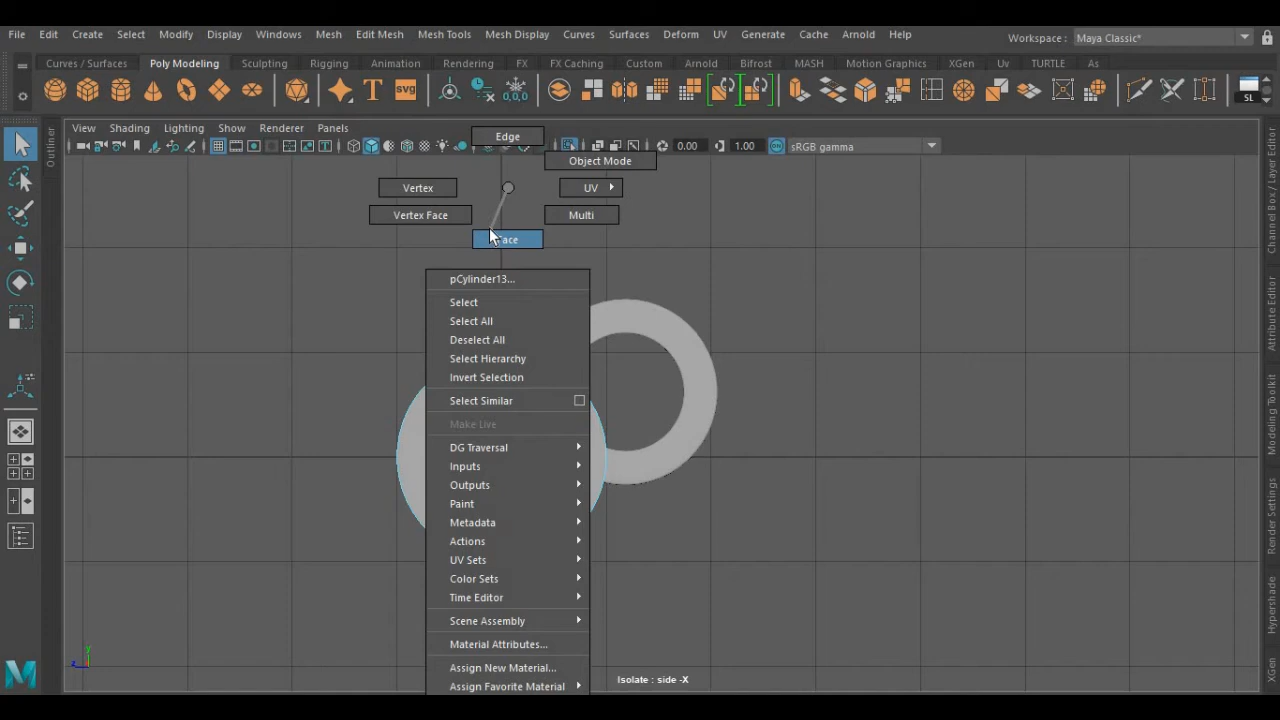 File Edit Create Select Modify Display Windows Mesh Edit Mesh Mesh Tools Mesh Display Curves Surfaces Deform UV Generate Cache Arnold Help Workspace : Maya Classic*
Curves / Surfaces Poly Modeling Sculpting Rigging Animation Rendering FX FX Caching Custom Arnold Bifrost MASH Motion Graphics XGen Uv TURTLE As
T SVG 0,0,0 SL
View Shading Lighting Show Renderer Panels
0.00 1.00 ON sRGB gamma
Outliner
Edge
Object Mode
Vertex UV
Vertex Face Multi
pCylinder13...
Select
Select All
Deselect All
Select Hierarchy
Invert Selection
Select Similar
Make Live
DG Traversal
Inputs
Outputs
Paint
Metadata
Actions
UV Sets
Color Sets
Time Editor
Scene Assembly
Material Attributes...
Assign New Material...
Assign Favorite Material
Isolate : side -X
y
z
M
Channel Box / Layer Editor
Attribute Editor
Modeling Toolkit
Render Settings
Hypershade
XGen